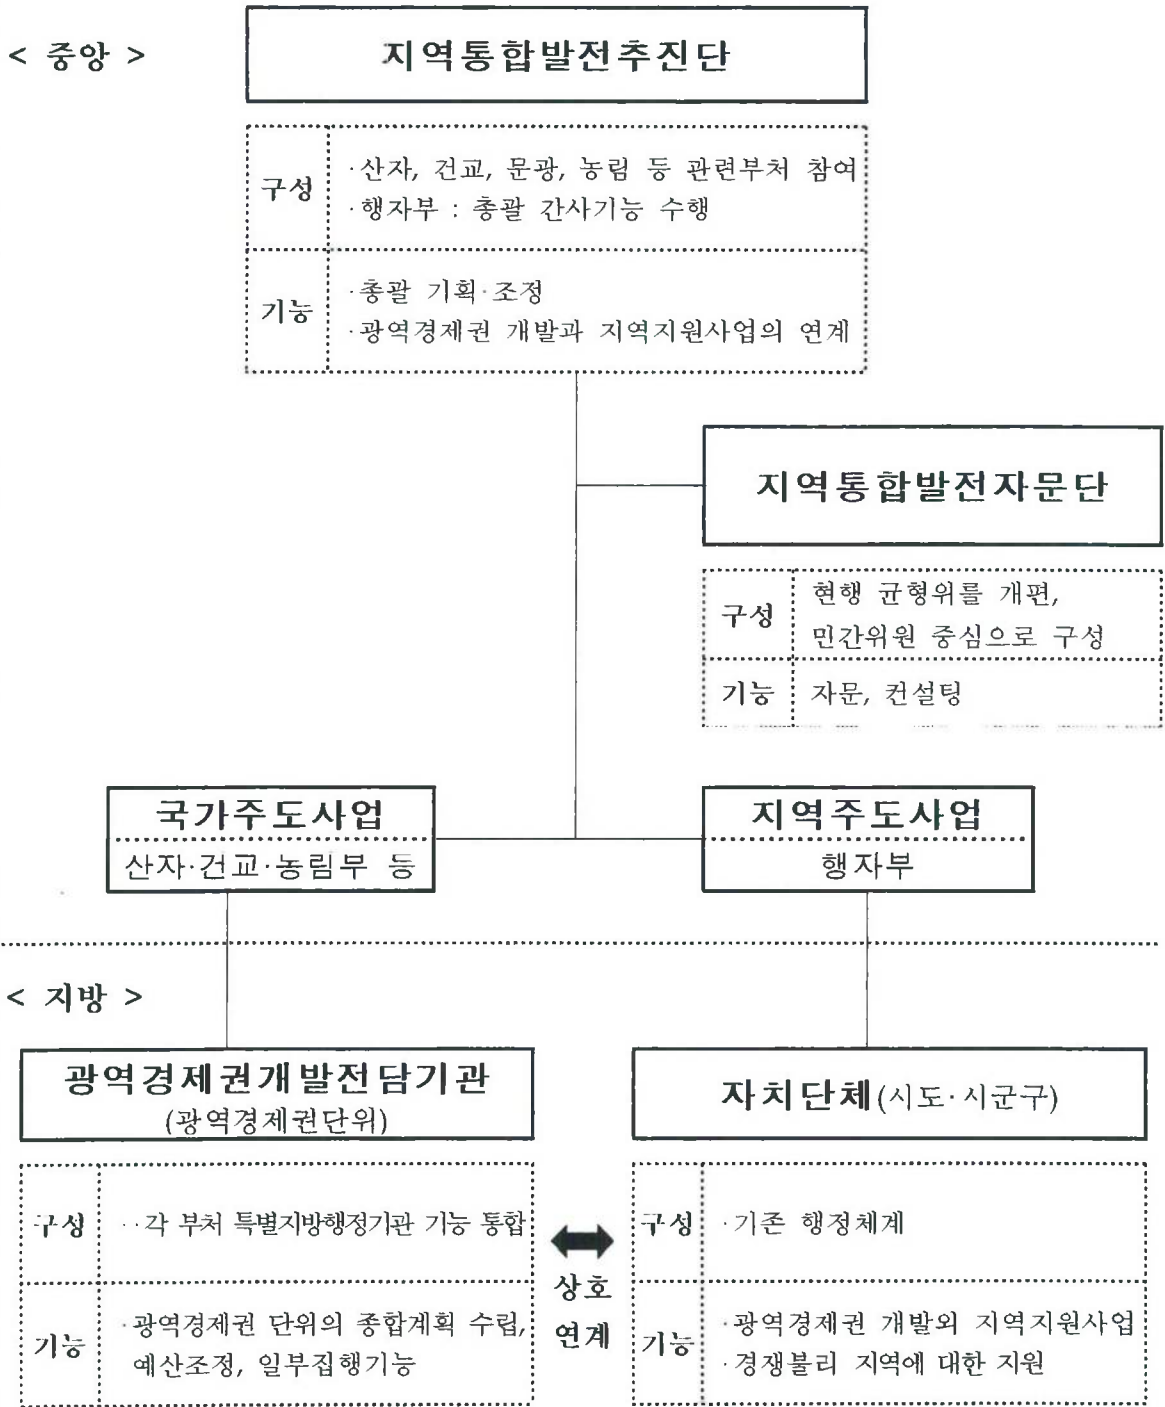 < 중앙 >
지역통합발전추진단
구성
·산자, 건교, 문광, 농림 등 관련부처 참여
·행자부 : 총괄 간사기능 수행
기능
·총괄 기획·조정
·광역경제권 개발과 지역지원사업의 연계
지역통합발전자문단
구성
현행 균형위를 개편,
민간위원 중심으로 구성
기능
자문, 컨설팅
국가주도사업
산자·건교·농림부 등
지역주도사업
행자부
< 지방 >
광역경제권개발전담기관
(광역경제권단위)
구성
··각 부처 특별지방행정기관 기능 통합
기능
·광역경제권 단위의 종합계획 수립,
예산조정, 일부집행기능
상호
연계
자치단체(시도·시군구)
구성
·기존 행정체계
기능
·광역경제권 개발외 지역지원사업
·경쟁불리 지역에 대한 지원